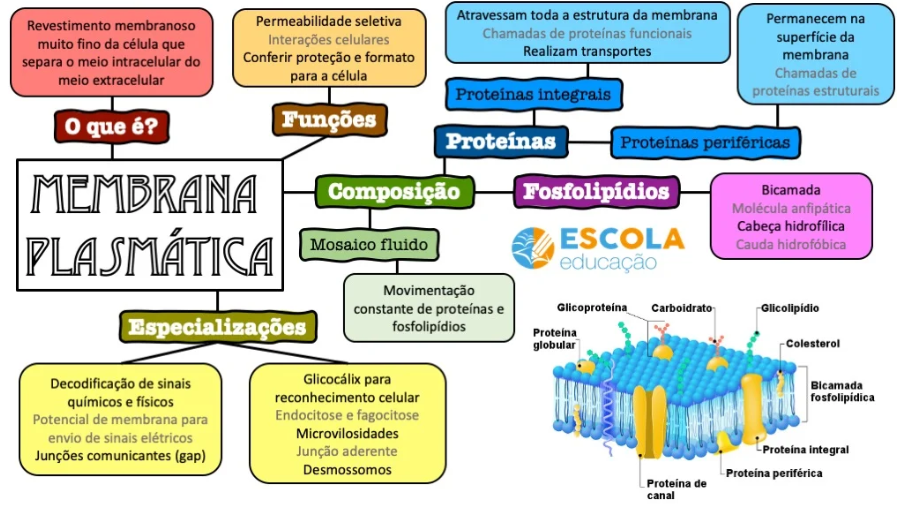 Revestimento membranoso
muito fino da célula que
separa o meio intracelular do
meio extracelular
O que é?
Permeabilidade seletiva
Interações celulares
Conferir proteção e formato
para a célula
Funções
Atravessam toda a estrutura da membrana
Chamadas de proteínas funcionais
Realizam transportes
Proteínas integrais
Permanecem na
superfície da
membrana
Chamadas de
proteínas estruturais
Proteínas
Proteínas periféricas
MEMBRANA
PLASMÁTICA
Composição
Fosfolipídios
Bicamada
Molécula anfipática
Cabeça hidrofílica
Cauda hidrofóbica
Mosaico fluido
Movimentação
constante de proteínas e
fosfolipídios
ESCOLA
educação
Especializações
Decodificação de sinais
químicos e físicos
Potencial de membrana para
envio de sinais elétricos
Junções comunicantes (gap)
Glicocálix para
reconhecimento celular
Endocitose e fagocitose
Microvilosidades
Junção aderente
Desmossomos
Glicoproteína
Carboidrato
Glicolipídio
Proteína
globular
Colesterol
Bicamada
fosfolipídica
Proteína integral
Proteína periférica
Proteína de
canal